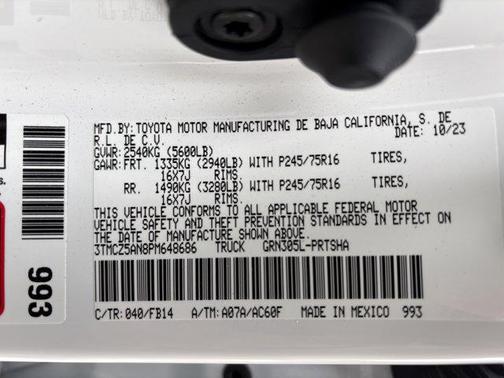 MFD.BY:TOYOTA MOTOR MANUFACTURING DE BAJA CALIFORNIA, S. DE
R.L. DE C.V. DATE: 10/23
GVWR:2540KG (5600LB)
GAWR:FRT. 1335KG (2940LB) WITH P245/75R16 TIRES,
16X7J RIMS.
RR. 1490KG (3280LB) WITH P245/75R16 TIRES,
16X7J RIMS.
THIS VEHICLE CONFORMS TO ALL APPLICABLE FEDERAL MOTOR
VEHICLE SAFETY AND THEFT PREVENTION STANDARDS IN EFFECT ON
THE DATE OF MANUFACTURE SHOWN ABOVE.
3TMCZ5AN8PM648686 TRUCK GRN305L-PRTSHA
C/TR:040/FB14 A/TM:A07A/AC60F MADE IN MEXICO 993
993